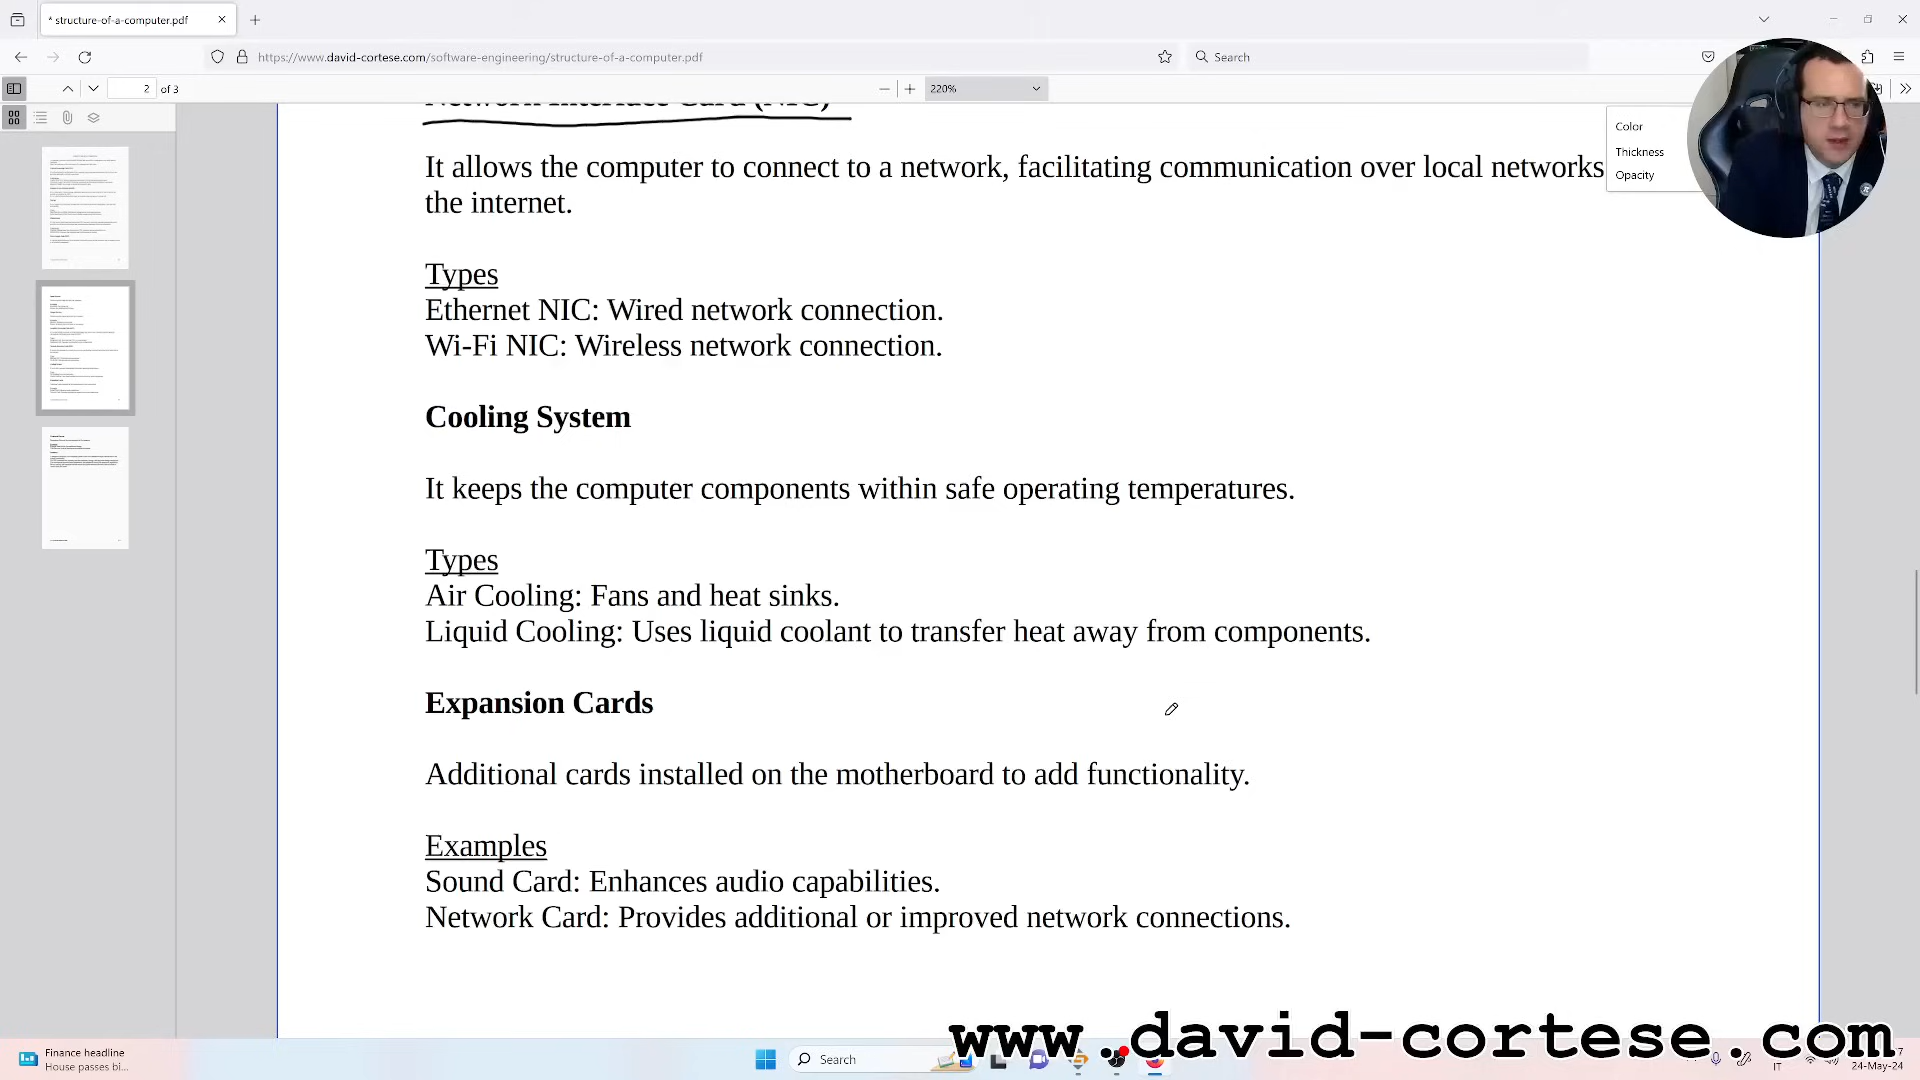 * structure-of-a-computer.pdf
https://www.david-cortese.com/software-engineering/structure-of-a-computer.pdf
Search
2 of 3
220%
Color
Thickness
Opacity
Network Interface Card (NIC)
It allows the computer to connect to a network, facilitating communication over local networks
the internet.
Types
Ethernet NIC: Wired network connection.
Wi-Fi NIC: Wireless network connection.
Cooling System
It keeps the computer components within safe operating temperatures.
Types
Air Cooling: Fans and heat sinks.
Liquid Cooling: Uses liquid coolant to transfer heat away from components.
Expansion Cards
Additional cards installed on the motherboard to add functionality.
Examples
Sound Card: Enhances audio capabilities.
Network Card: Provides additional or improved network connections.
www.david-cortese.com
Finance headline
House passes bi...
Search
IT
24-May-24